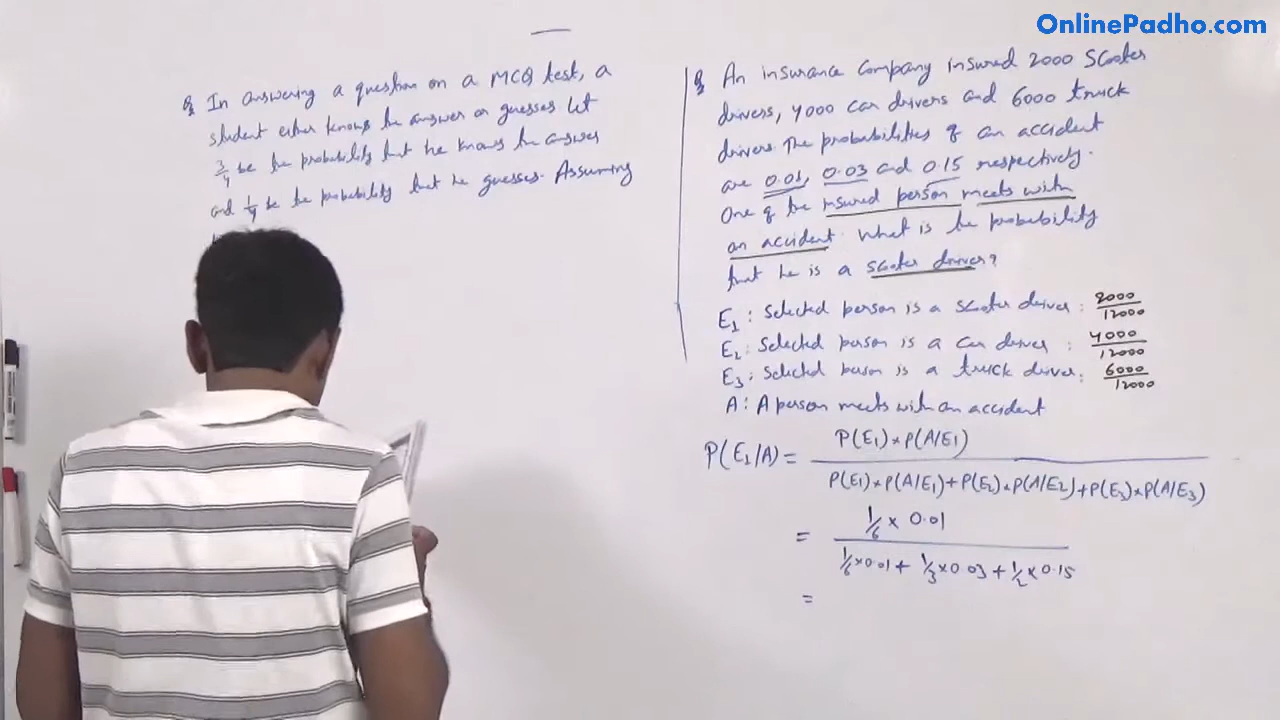 OnlinePadho.com
Q In answering a question on a MCQ test, a
student either knows the answer or guesses let
3/4 be the probability that he knows the answer
and 1/4 be the probability that he guesses. Assuming
Q An insurance company insured 2000 Scooter
drivers, 4000 car drivers and 6000 truck
drivers. The probabilities of an accident
are 0.01, 0.03 and 0.15 respectively.
One of the insured person meets with
an accident. What is the probability
that he is a scooter driver?
E1 : Selected person is a scooter driver : 2000/12000
E2 : Selected person is a car driver : 4000/12000
E3 : Selected person is a truck driver : 6000/12000
A : A person meets with an accident
P(E1/A) = P(E1)×P(A/E1)
P(E1)×P(A/E1)+P(E2)×P(A/E2)+P(E3)×P(A/E3)
= 1/6 × 0.01
1/6×0.01 + 1/3×0.03 + 1/2×0.15
=